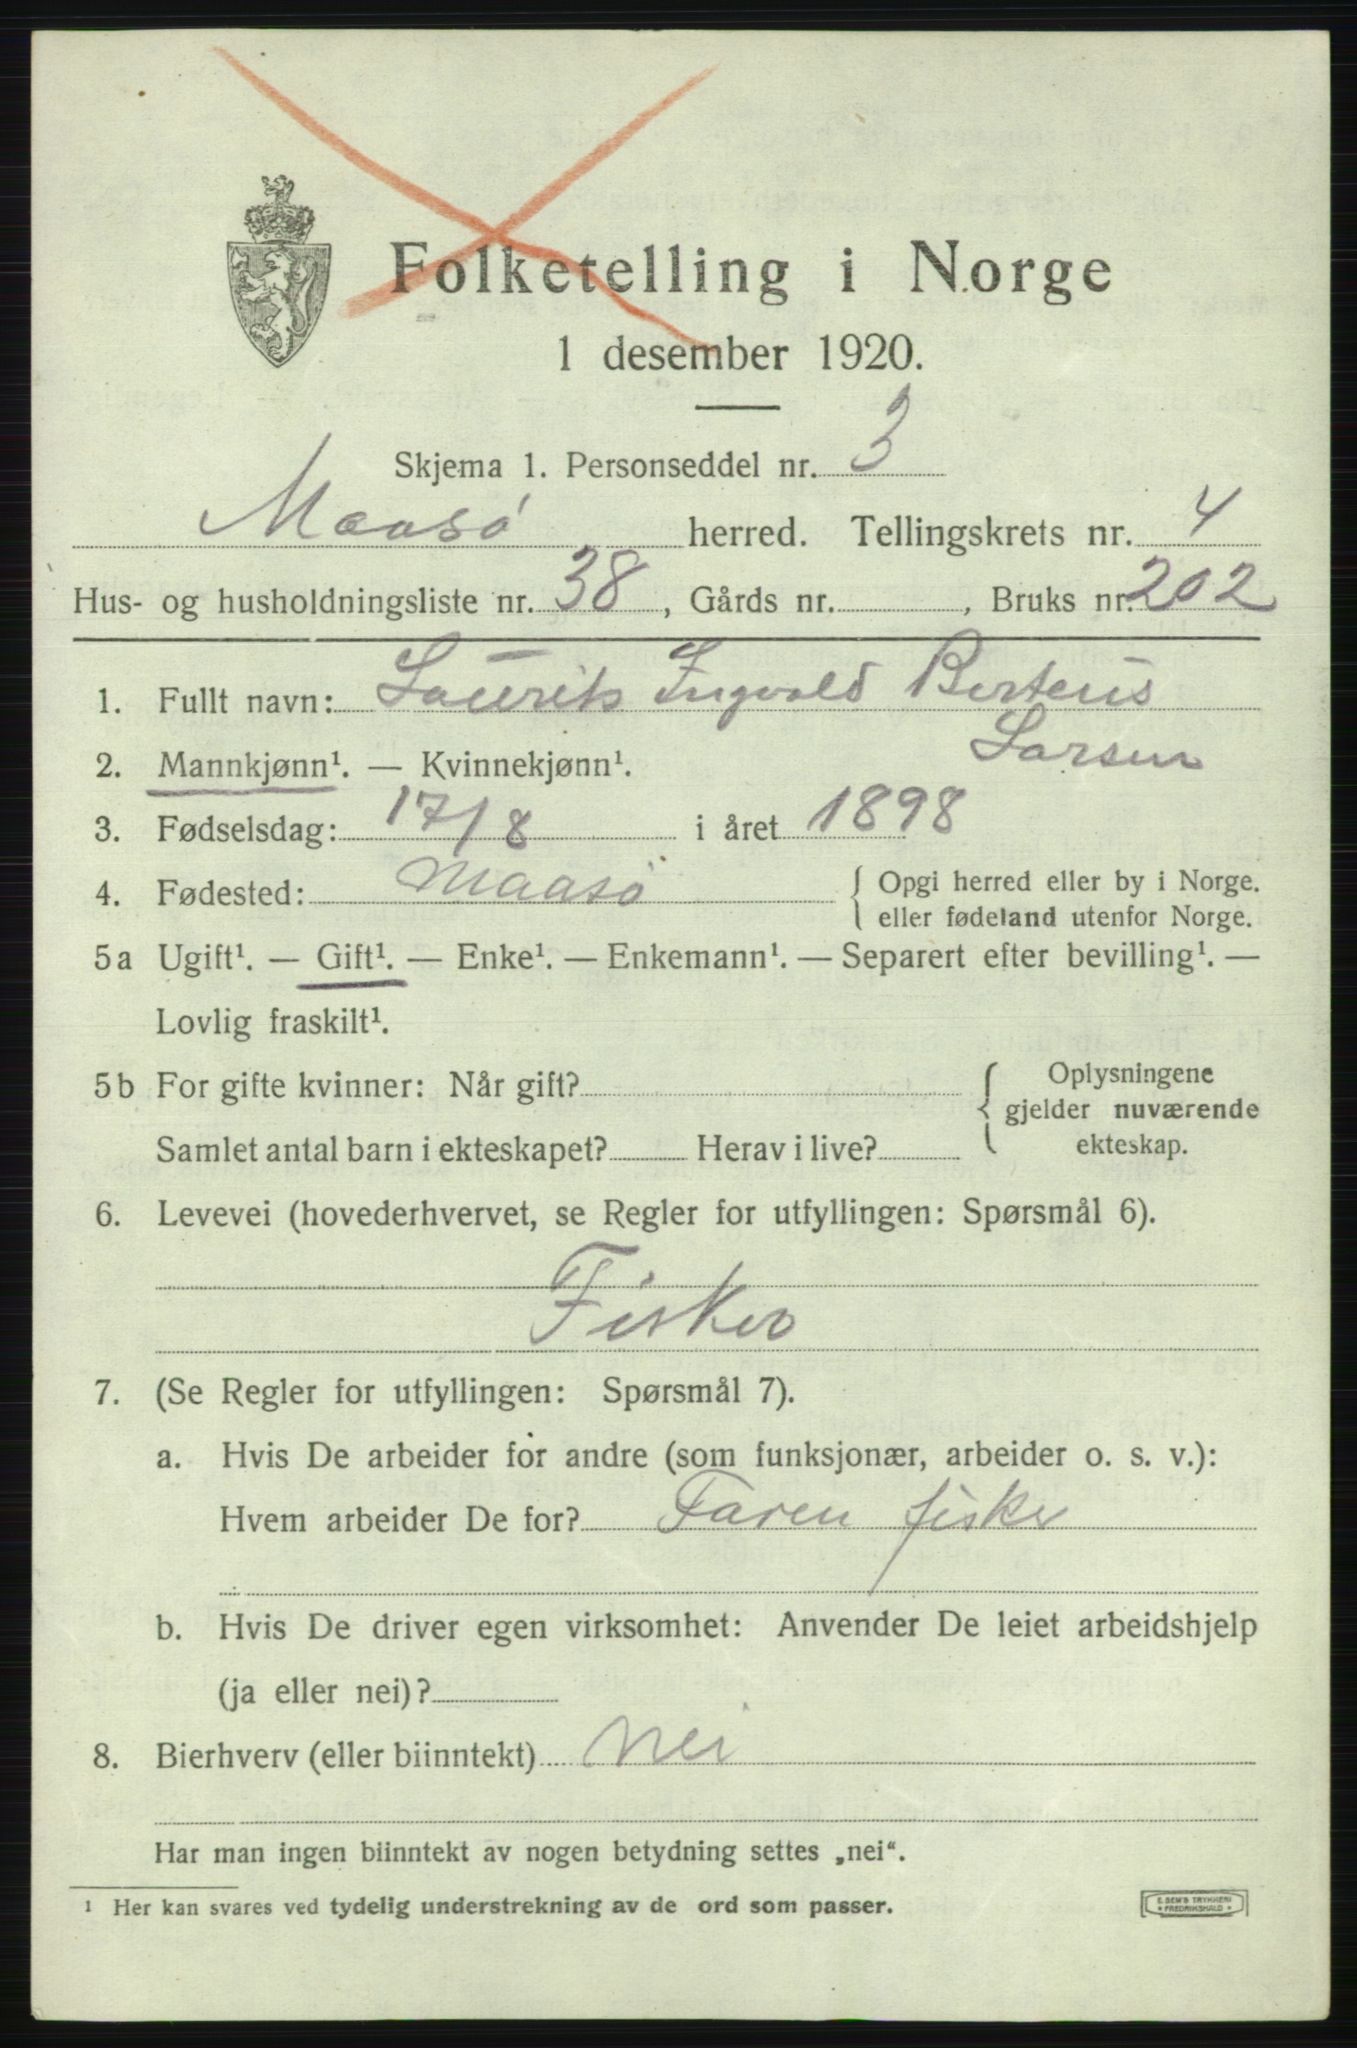 Folketelling i Norge
1 desember 1920.
Skjema 1. Personseddel nr. 3
Maasø herred. Tellingskrets nr. 4
Hus- og husholdningsliste nr. 38, Gårds nr. , Bruks nr. 202
1. Fullt navn: Laurits Ingvald Berteus
Larsen
2. Mannkjønn¹. — Kvinnekjønn¹.
3. Fødselsdag: 17/8 i året 1898
4. Fødested: Maasø { Opgi herred eller by i Norge.
eller fødeland utenfor Norge.
5a Ugift¹. — Gift¹. — Enke¹. — Enkemann¹. — Separert efter bevilling¹. —
Lovlig fraskilt¹.
5b For gifte kvinner: Når gift? { Oplysningene
gjelder nuværende
Samlet antal barn i ekteskapet? Herav i live? ekteskap.
6. Levevei (hovederhvervet, se Regler for utfyllingen: Spørsmål 6).
Fisker
7. (Se Regler for utfyllingen: Spørsmål 7).
a. Hvis De arbeider for andre (som funksjonær, arbeider o. s. v.):
Hvem arbeider De for? Faren fisker
b. Hvis De driver egen virksomhet: Anvender De leiet arbeidshjelp
(ja eller nei)?
8. Bierhverv (eller biinntekt) nei
Har man ingen biinntekt av nogen betydning settes „nei“.
¹ Her kan svares ved tydelig understrekning av de ord som passer.
E. SEM'S TRYKKERI
FREDRIKSHALD